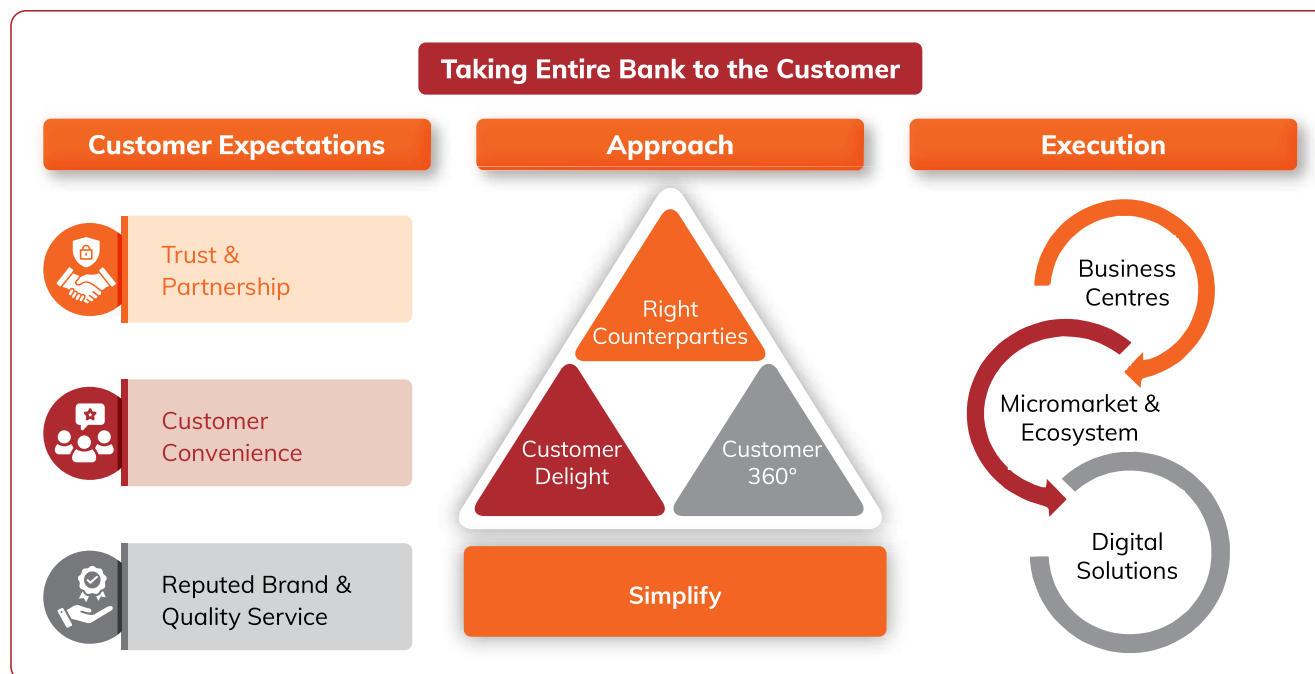 Taking Entire Bank to the Customer
Customer Expectations
Trust &
Partnership
Customer
Convenience
Reputed Brand &
Quality Service
Approach
Right
Counterparties
Customer
Delight
Customer
360°
Simplify
Execution
Business
Centres
Micromarket &
Ecosystem
Digital
Solutions